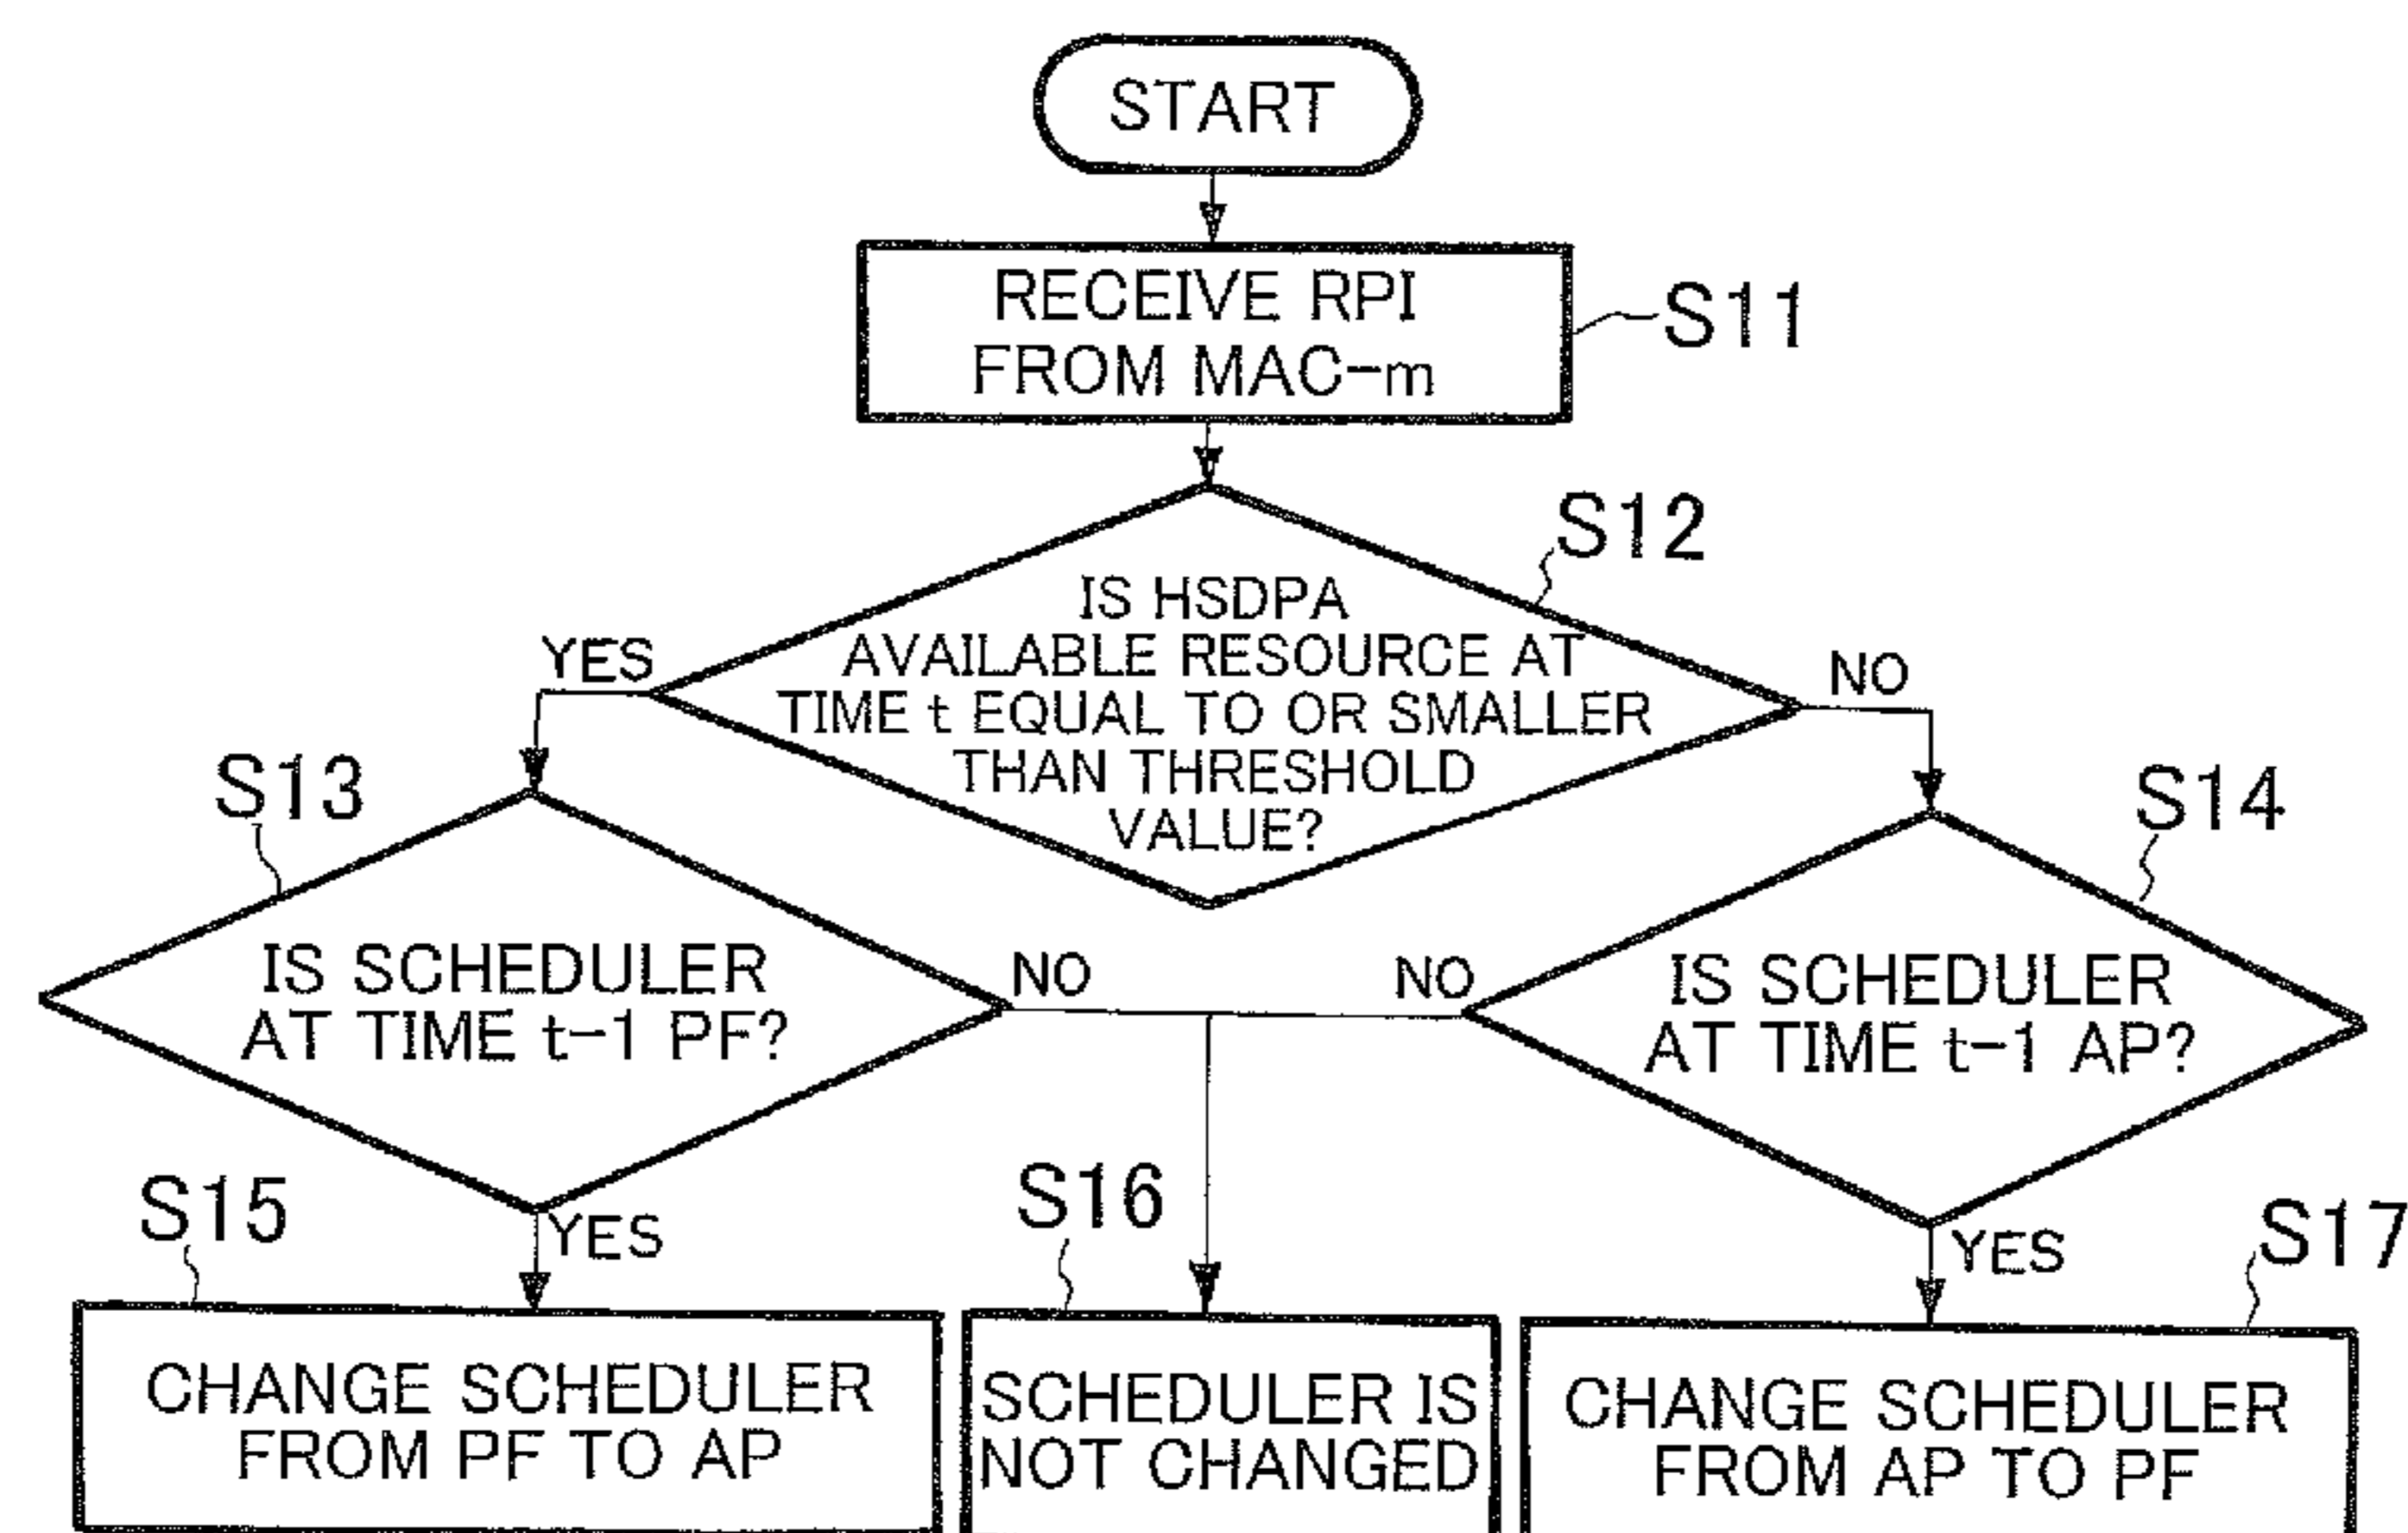 START
RECEIVE RPI
FROM MAC-m
S11
S12
IS HSDPA
AVAILABLE RESOURCE AT
TIME t EQUAL TO OR SMALLER
THAN THRESHOLD
VALUE?
YES
NO
S13
IS SCHEDULER
AT TIME t-1 PF?
NO
YES
S14
IS SCHEDULER
AT TIME t-1 AP?
NO
YES
S15
CHANGE SCHEDULER
FROM PF TO AP
S16
SCHEDULER IS
NOT CHANGED
S17
CHANGE SCHEDULER
FROM AP TO PF